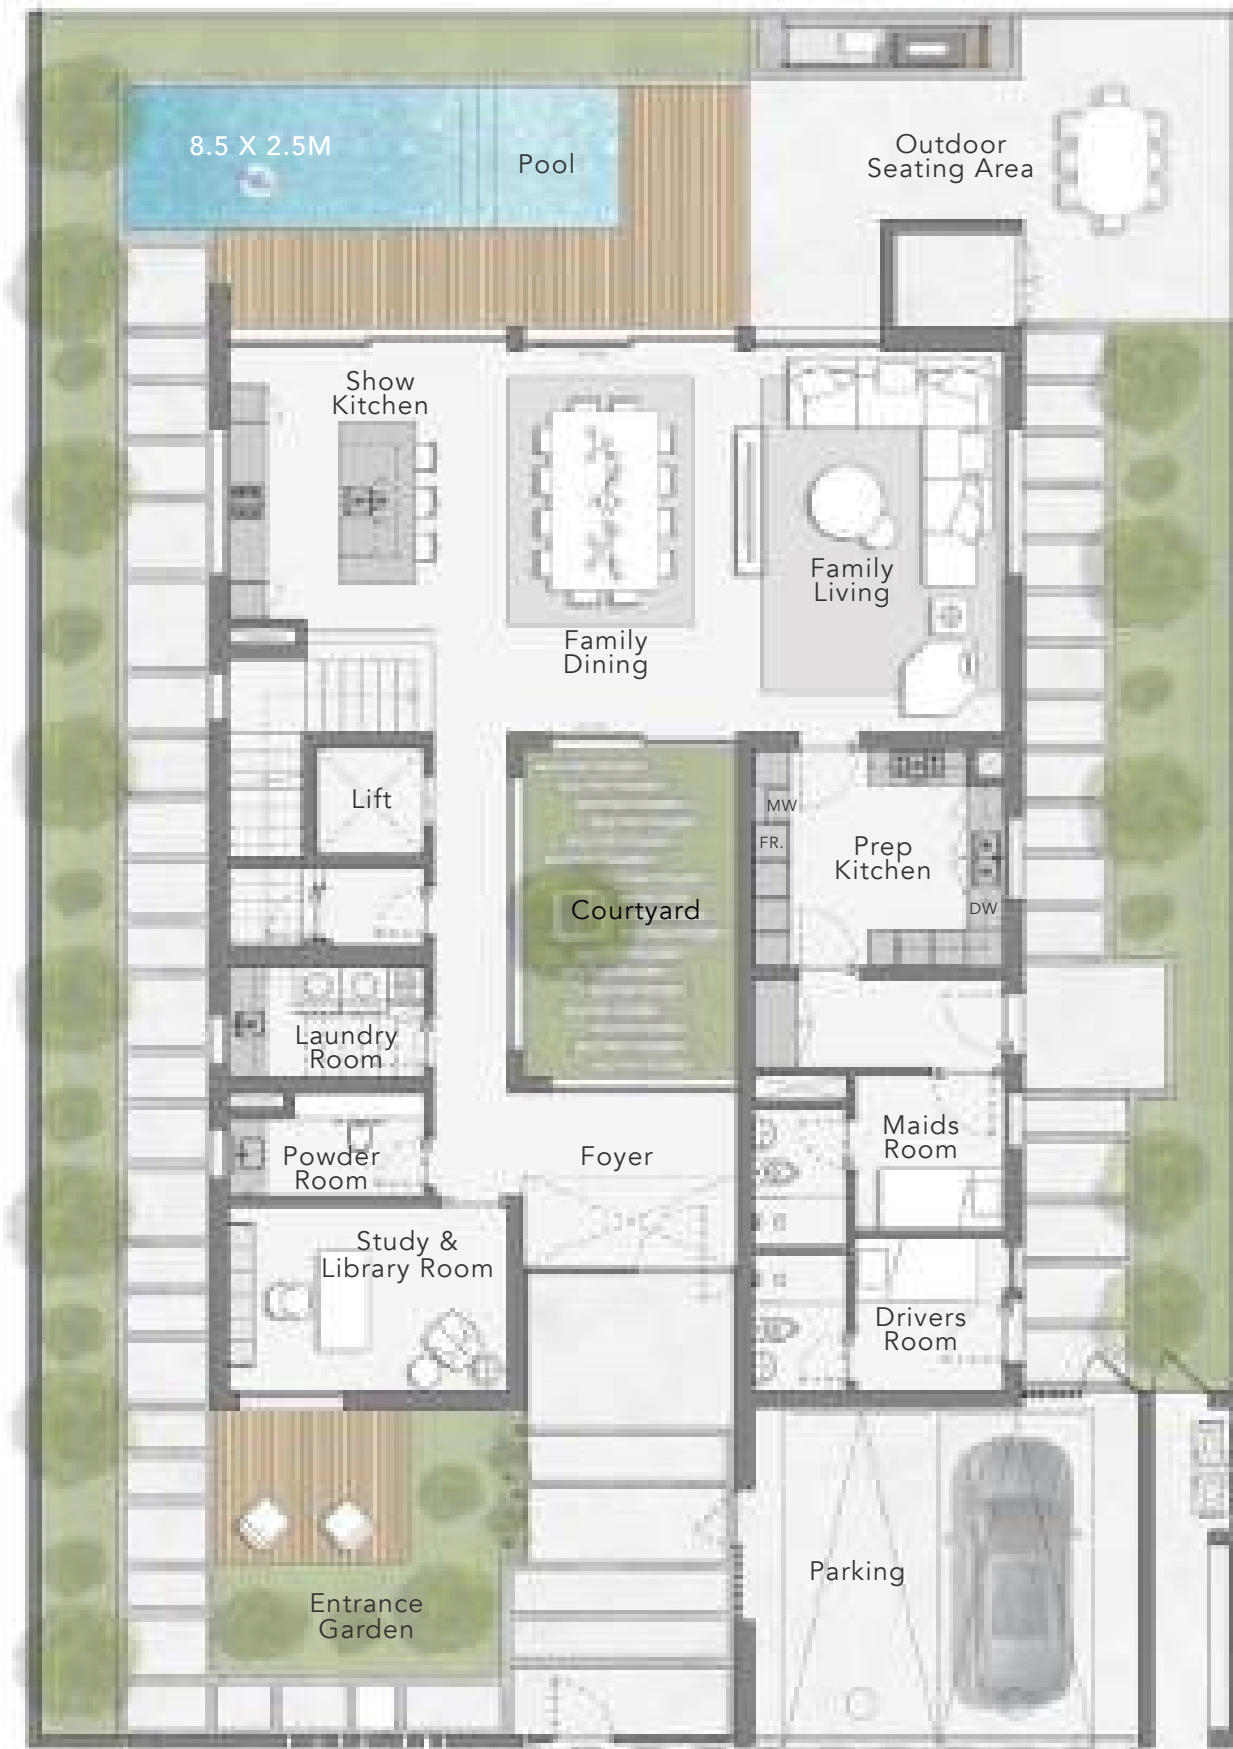 8.5 X 2.5M
Pool
Outdoor
Seating Area
Show
Kitchen
Family
Dining
Family
Living
Lift
MW
FR.
Prep
Kitchen
DW
Courtyard
Laundry
Room
Powder
Room
Foyer
Maids
Room
Study &
Library Room
Drivers
Room
Parking
Entrance
Garden